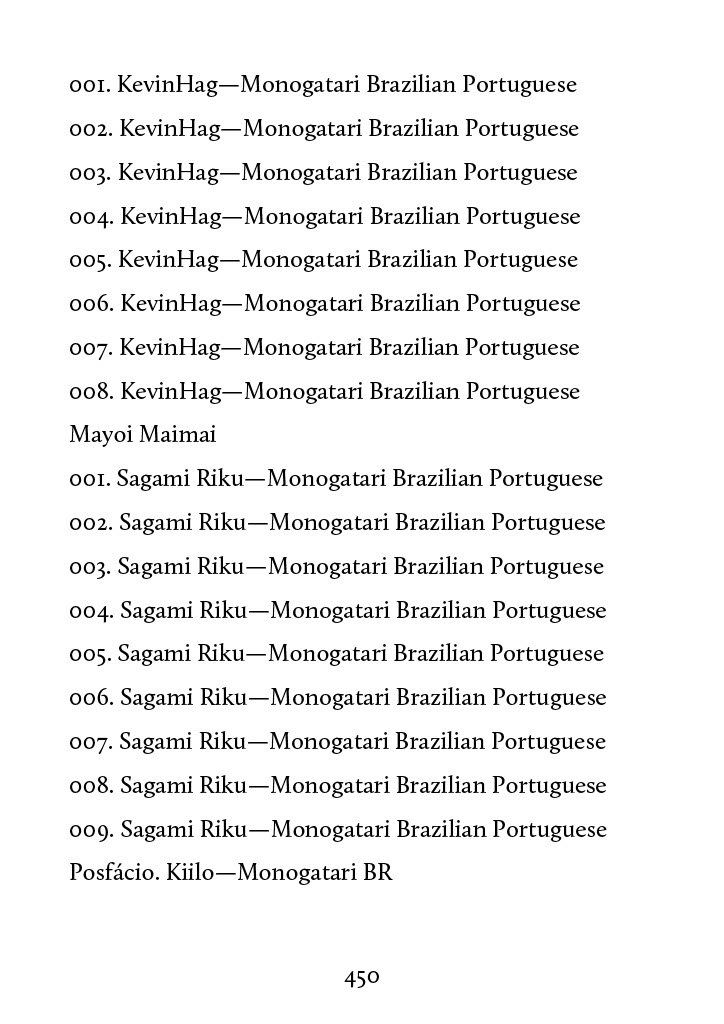 001. KevinHag—Monogatari Brazilian Portuguese
002. KevinHag—Monogatari Brazilian Portuguese
003. KevinHag—Monogatari Brazilian Portuguese
004. KevinHag—Monogatari Brazilian Portuguese
005. KevinHag—Monogatari Brazilian Portuguese
006. KevinHag—Monogatari Brazilian Portuguese
007. KevinHag—Monogatari Brazilian Portuguese
008. KevinHag—Monogatari Brazilian Portuguese
Mayoi Maimai
001. Sagami Riku—Monogatari Brazilian Portuguese
002. Sagami Riku—Monogatari Brazilian Portuguese
003. Sagami Riku—Monogatari Brazilian Portuguese
004. Sagami Riku—Monogatari Brazilian Portuguese
005. Sagami Riku—Monogatari Brazilian Portuguese
006. Sagami Riku—Monogatari Brazilian Portuguese
007. Sagami Riku—Monogatari Brazilian Portuguese
008. Sagami Riku—Monogatari Brazilian Portuguese
009. Sagami Riku—Monogatari Brazilian Portuguese
Posfácio. Kiilo—Monogatari BR
450